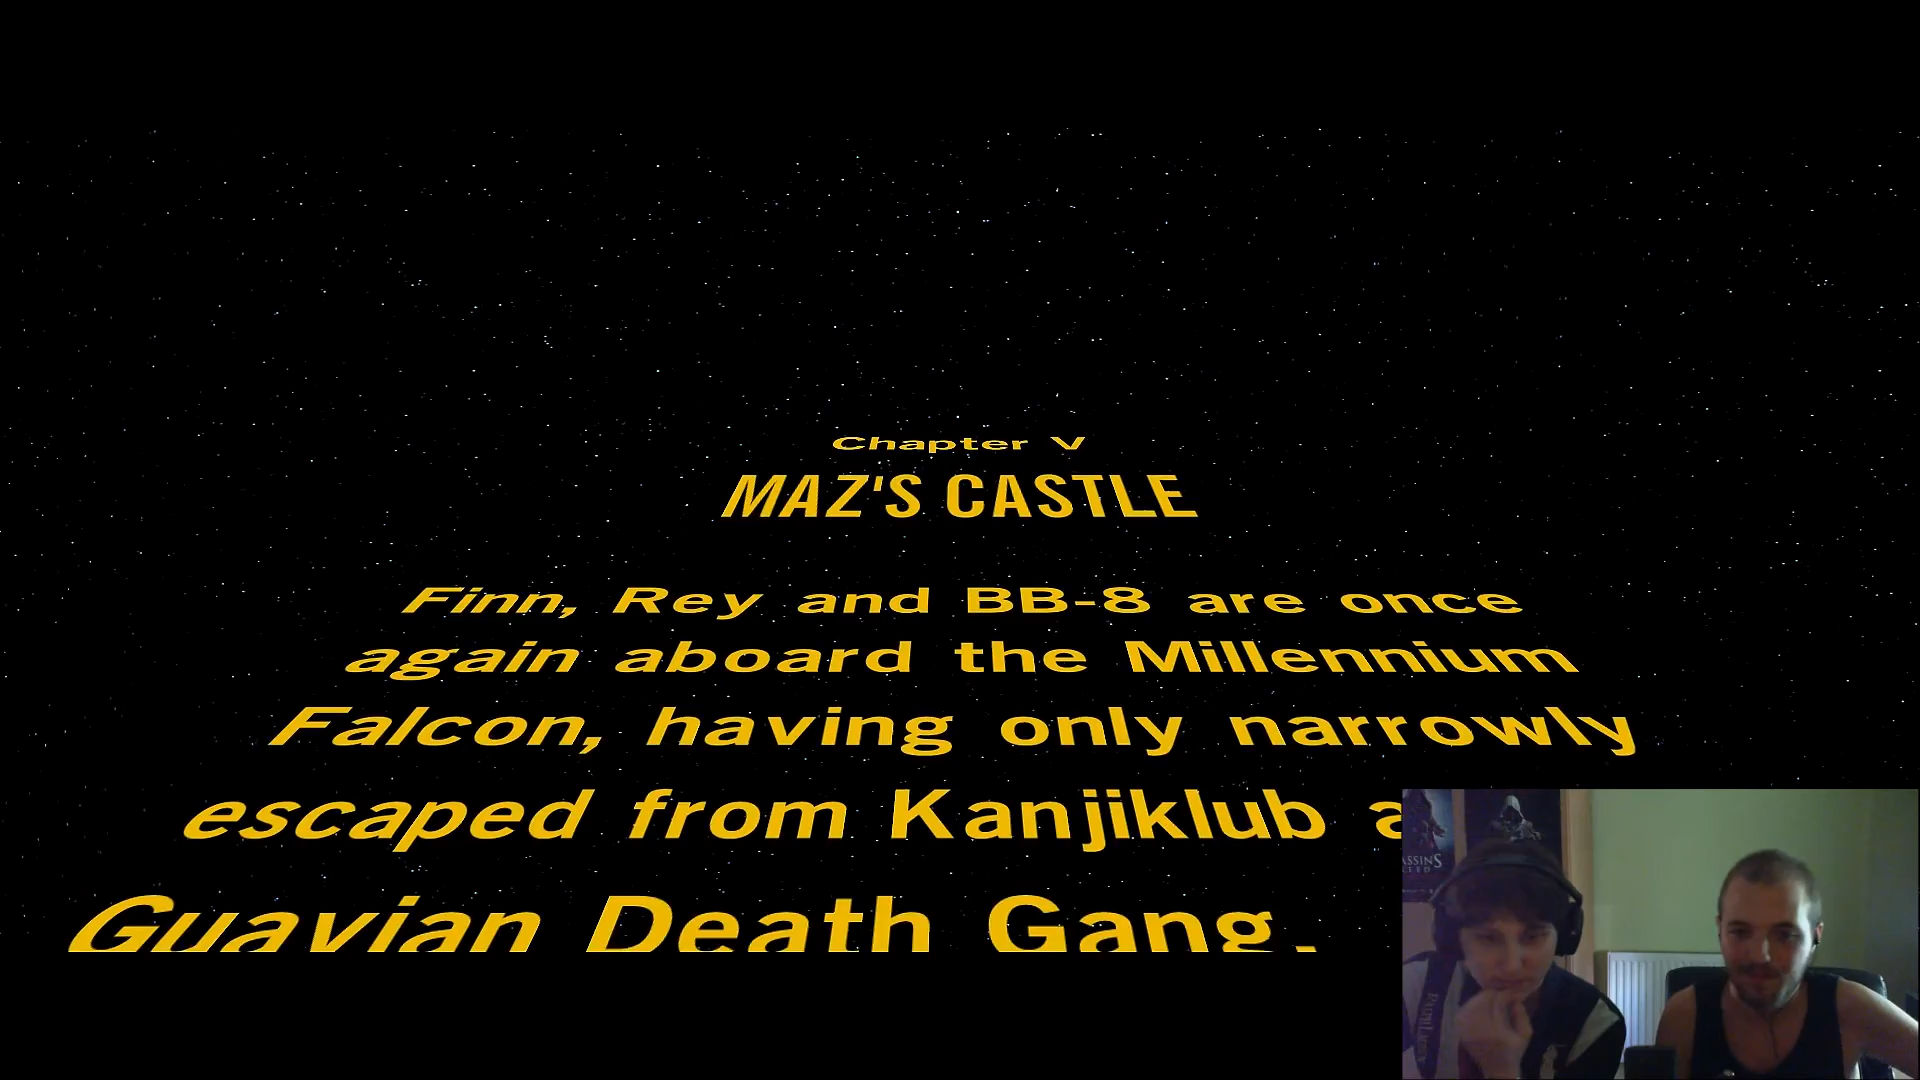 Chapter V
MAZ'S CASTLE
Finn, Rey and BB-8 are once
again aboard the Millennium
Falcon, having only narrowly
escaped from Kanjiklub a
Guavian Death Gang.
ASSINS